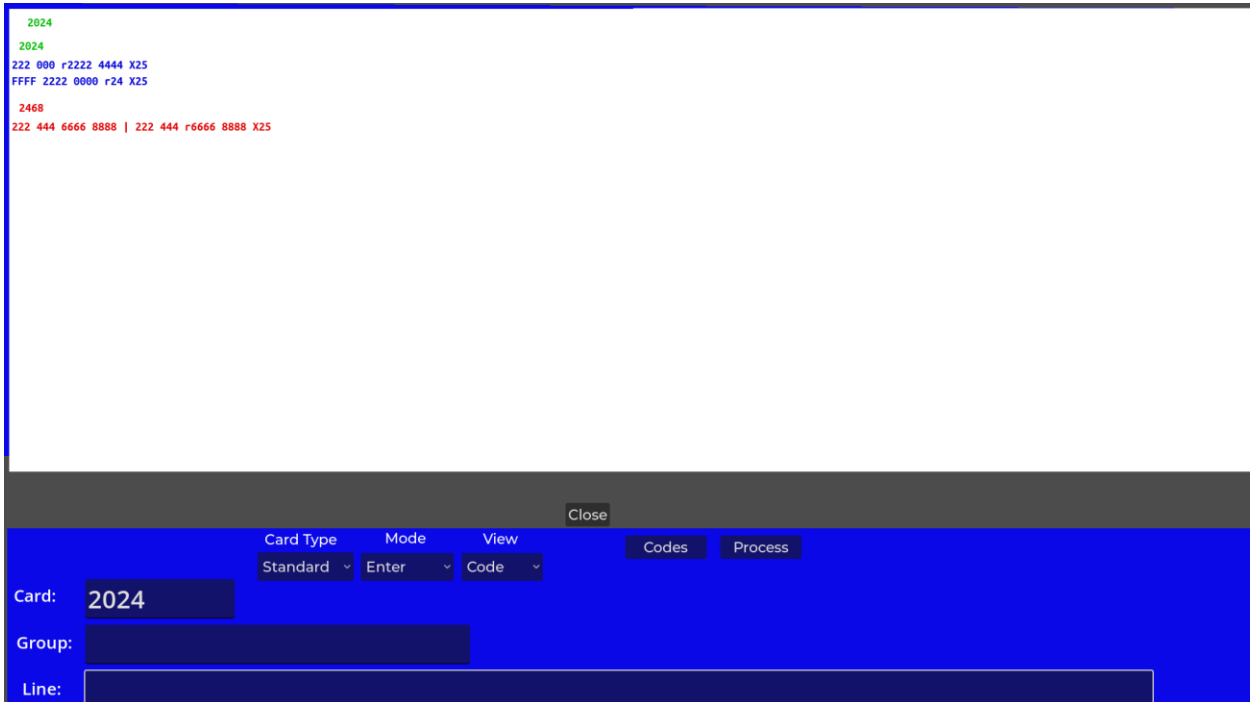 2024
2024
222 000 r2222 4444 X25
FFFF 2222 0000 r24 X25
2468
222 444 6666 8888 | 222 444 r6666 8888 X25
Close
Card Type Mode View
Codes Process
Standard Enter Code
Card: 2024
Group:
Line: